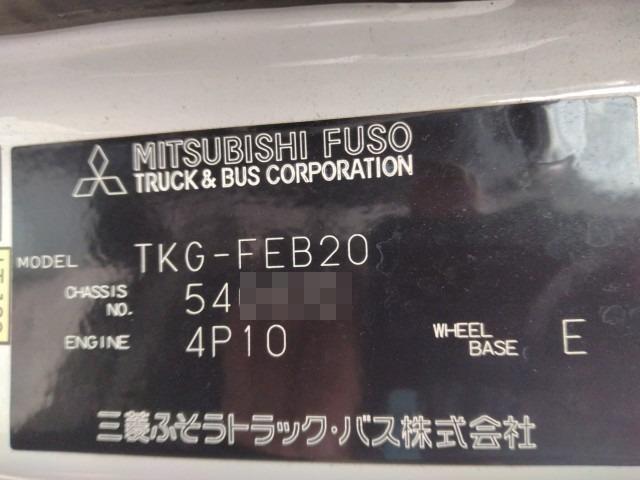 MITSUBISHI FUSO
TRUCK & BUS CORPORATION
MODEL TKG-FEB20
CHASSIS NO. 54
ENGINE 4P10 WHEEL BASE E
三菱ふそうトラック・バス株式会社